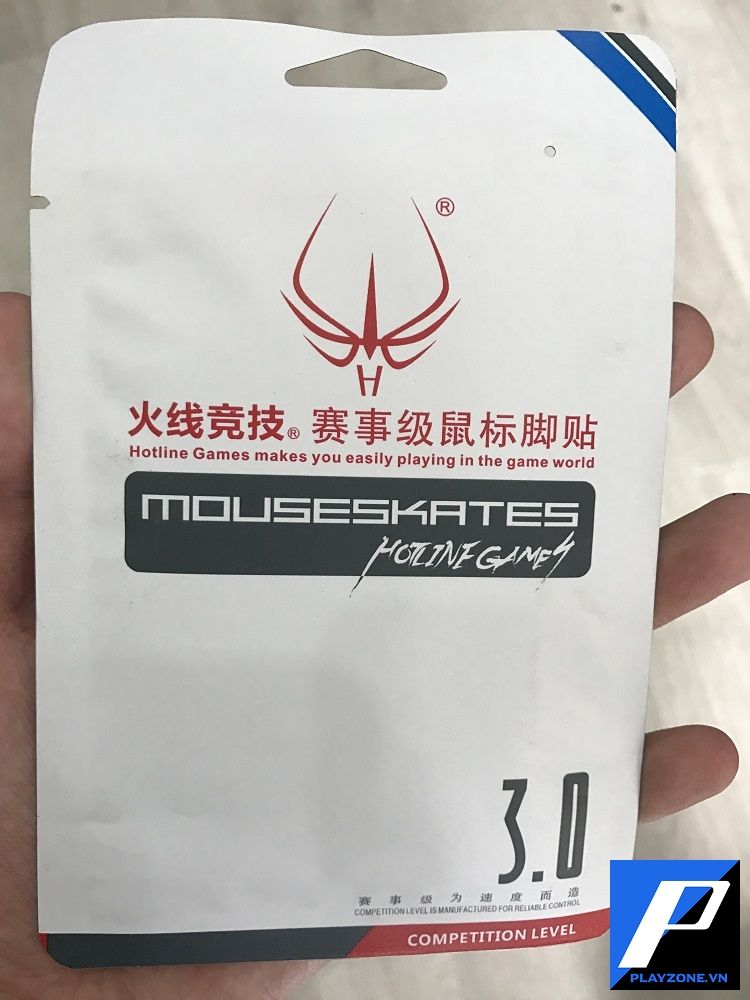 ®
H
火线竞技® 赛事级鼠标脚贴
Hotline Games makes you easily playing in the game world
MOUSESKATES
HOTLINE GAMES
3.0
赛事级为速度而造
COMPETITION LEVEL IS MANUFACTURED FOR RELIABLE CONTROL
COMPETITION LEVEL
P
PLAYZONE.VN